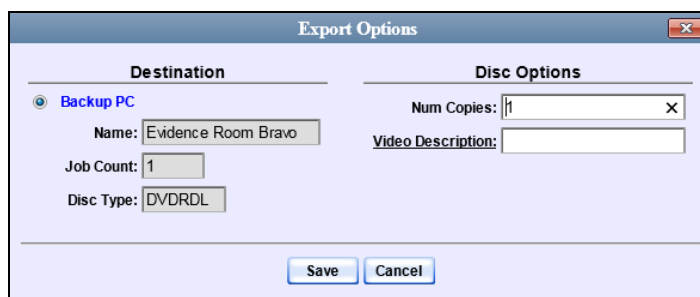 Export Options
Destination
Backup PC
Name: Evidence Room Bravo
Job Count: 1
Disc Type: DVDRDL
Disc Options
Num Copies: 1
Video Description:
Save
Cancel